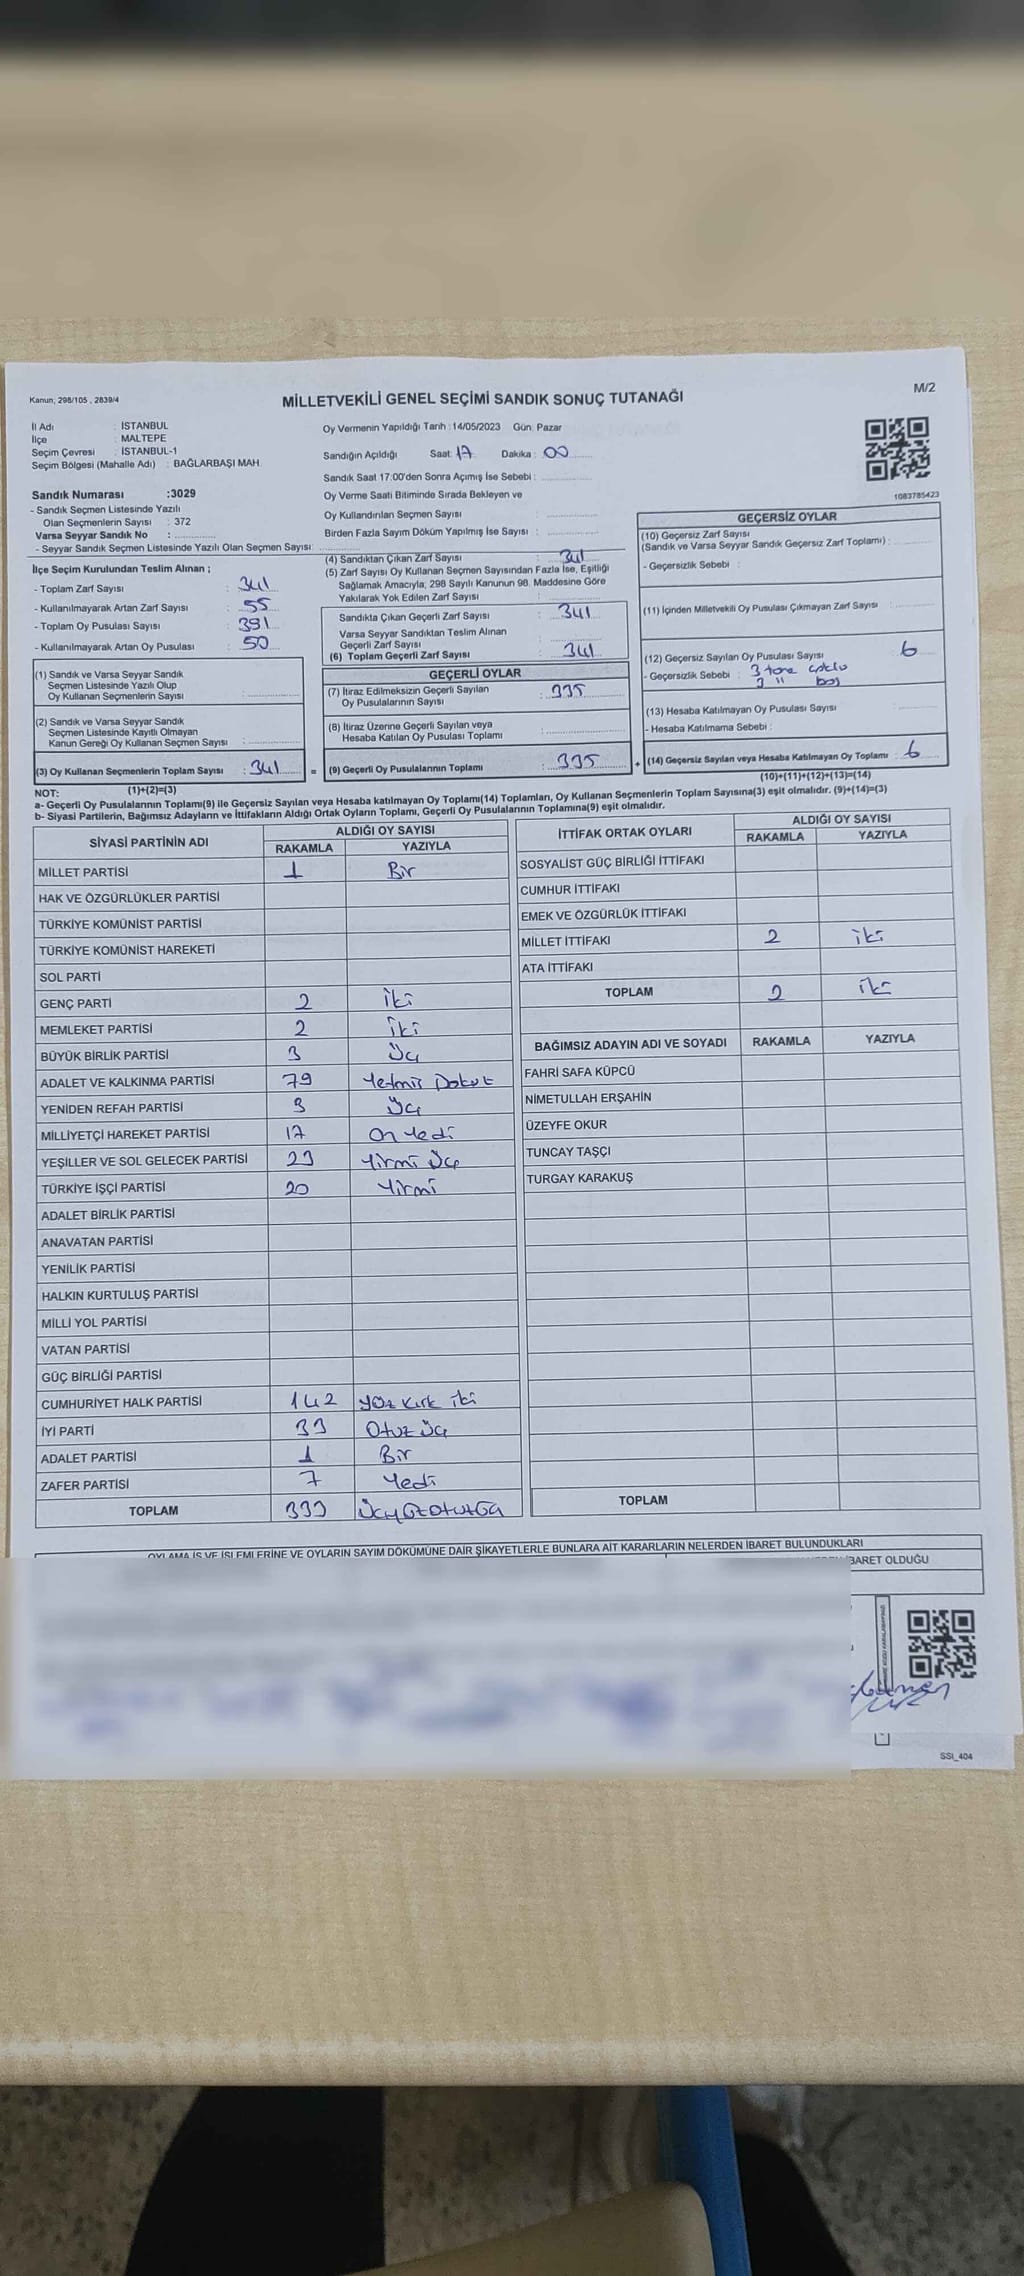 Kanun, 298/105 , 2839/4
MİLLETVEKİLİ GENEL SEÇİMİ SANDIK SONUÇ TUTANAĞI
M/2
İl Adı : İSTANBUL
İlçe : MALTEPE
Seçim Çevresi : İSTANBUL-1
Seçim Bölgesi (Mahalle Adı) : BAĞLARBAŞI MAH.
Sandık Numarası :3029
- Sandık Seçmen Listesinde Yazılı
Olan Seçmenlerin Sayısı : 372
Varsa Seyyar Sandık No :
- Seyyar Sandık Seçmen Listesinde Yazılı Olan Seçmen Sayısı :
Oy Vermenin Yapıldığı Tarih :14/05/2023 Gün: Pazar
Sandığın Açıldığı Saat: 17 Dakika : 00
Sandık Saat 17:00'den Sonra Açımış İse Sebebi :
Oy Verme Saati Bitiminde Sırada Bekleyen ve
Oy Kullandırılan Seçmen Sayısı :
Birden Fazla Sayım Döküm Yapılmış İse Sayısı :
1083785423
İlçe Seçim Kurulundan Teslim Alınan ;
- Toplam Zarf Sayısı : 341
- Kullanılmayarak Artan Zarf Sayısı : 55
- Toplam Oy Pusulası Sayısı : 391
- Kullanılmayarak Artan Oy Pusulası : 50
(1) Sandık ve Varsa Seyyar Sandık
Seçmen Listesinde Yazılı Olup
Oy Kullanan Seçmenlerin Sayısı :
(2) Sandık ve Varsa Seyyar Sandık
Seçmen Listesinde Kayıtlı Olmayan
Kanun Gereği Oy Kullanan Seçmen Sayısı :
(3) Oy Kullanan Seçmenlerin Toplam Sayısı : 341 =
(4) Sandıktan Çıkan Zarf Sayısı : 341
(5) Zarf Sayısı Oy Kullanan Seçmen Sayısından Fazla İse, Eşitliği
Sağlamak Amacıyla; 298 Sayılı Kanunun 98. Maddesine Göre
Yakılarak Yok Edilen Zarf Sayısı :
Sandıkta Çıkan Geçerli Zarf Sayısı : 341
Varsa Seyyar Sandıktan Teslim Alınan
Geçerli Zarf Sayısı :
(6) Toplam Geçerli Zarf Sayısı : 341
GEÇERLİ OYLAR
(7) İtiraz Edilmeksizin Geçerli Sayılan
Oy Pusulalarının Sayısı : 335
(8) İtiraz Üzerine Geçerli Sayılan veya
Hesaba Katılan Oy Pusulası Toplamı :
(9) Geçerli Oy Pusulalarının Toplamı : 335 +
GEÇERSİZ OYLAR
(10) Geçersiz Zarf Sayısı
(Sandık ve Varsa Seyyar Sandık Geçersiz Zarf Toplamı) :
- Geçersizlik Sebebi :
(11) İçinden Milletvekili Oy Pusulası Çıkmayan Zarf Sayısı :
(12) Geçersiz Sayılan Oy Pusulası Sayısı : 6
- Geçersizlik Sebebi : 3 tane çoklu
3 " boş
(13) Hesaba Katılmayan Oy Pusulası Sayısı :
- Hesaba Katılmama Sebebi :
(14) Geçersiz Sayılan veya Hesaba Katılmayan Oy Toplamı : 6
NOT: (1)+(2)=(3)
(10)+(11)+(12)+(13)=(14)
a- Geçerli Oy Pusulalarının Toplamı(9) ile Geçersiz Sayılan veya Hesaba katılmayan Oy Toplamı(14) Toplamları, Oy Kullanan Seçmenlerin Toplam Sayısına(3) eşit olmalıdır. (9)+(14)=(3)
b- Siyasi Partilerin, Bağımsız Adayların ve İttifakların Aldığı Ortak Oyların Toplamı, Geçerli Oy Pusulalarının Toplamına(9) eşit olmalıdır.
SİYASİ PARTİNİN ADI ALDIĞI OY SAYISI
RAKAMLA YAZIYLA
MİLLET PARTİSİ 1 Bir
HAK VE ÖZGÜRLÜKLER PARTİSİ
TÜRKİYE KOMÜNİST PARTİSİ
TÜRKİYE KOMÜNİST HAREKETİ
SOL PARTİ
GENÇ PARTİ 2 İki
MEMLEKET PARTİSİ 2 İki
BÜYÜK BİRLİK PARTİSİ 3 Üç
ADALET VE KALKINMA PARTİSİ 79 Yetmiş Dokuz
YENİDEN REFAH PARTİSİ 3 Üç
MİLLİYETÇİ HAREKET PARTİSİ 17 On Yedi
YEŞİLLER VE SOL GELECEK PARTİSİ 23 Yirmi Üç
TÜRKİYE İŞÇİ PARTİSİ 20 Yirmi
ADALET BİRLİK PARTİSİ
ANAVATAN PARTİSİ
YENİLİK PARTİSİ
HALKIN KURTULUŞ PARTİSİ
MİLLİ YOL PARTİSİ
VATAN PARTİSİ
GÜÇ BİRLİĞİ PARTİSİ
CUMHURİYET HALK PARTİSİ 142 Yüz Kırk iki
İYİ PARTİ 33 Otuz Üç
ADALET PARTİSİ 1 Bir
ZAFER PARTİSİ 7 Yedi
TOPLAM 333 ÜçyüzOtuzÜç
İTTİFAK ORTAK OYLARI ALDIĞI OY SAYISI
RAKAMLA YAZIYLA
SOSYALİST GÜÇ BİRLİĞİ İTTİFAKI
CUMHUR İTTİFAKI
EMEK VE ÖZGÜRLÜK İTTİFAKI
MİLLET İTTİFAKI 2 iki
ATA İTTİFAKI
TOPLAM 2 iki
BAĞIMSIZ ADAYIN ADI VE SOYADI RAKAMLA YAZIYLA
FAHRİ SAFA KÜPCÜ
NİMETULLAH ERŞAHİN
ÜZEYFE OKUR
TUNCAY TAŞÇI
TURGAY KARAKUŞ
TOPLAM
OYLAMA İŞ VE İŞLEMLERİNE VE OYLARIN SAYIM DÖKÜMÜNE DAİR ŞİKAYETLERLE BUNLARA AİT KARARLARIN NELERDEN İBARET BULUNDUKLARI
İBARET OLDUĞU
SSI_404